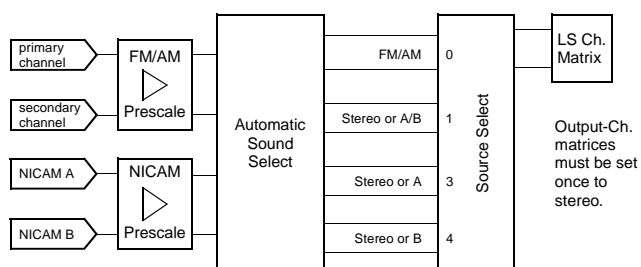 primary
channel
secondary
channel
NICAM A
NICAM B
FM/AM
Prescale
NICAM
Prescale
Automatic
Sound
Select
FM/AM
Stereo or A/B
Stereo or A
Stereo or B
0
1
3
4
Source Select
LS Ch.
Matrix
Output-Ch.
matrices
must be set
once to
stereo.